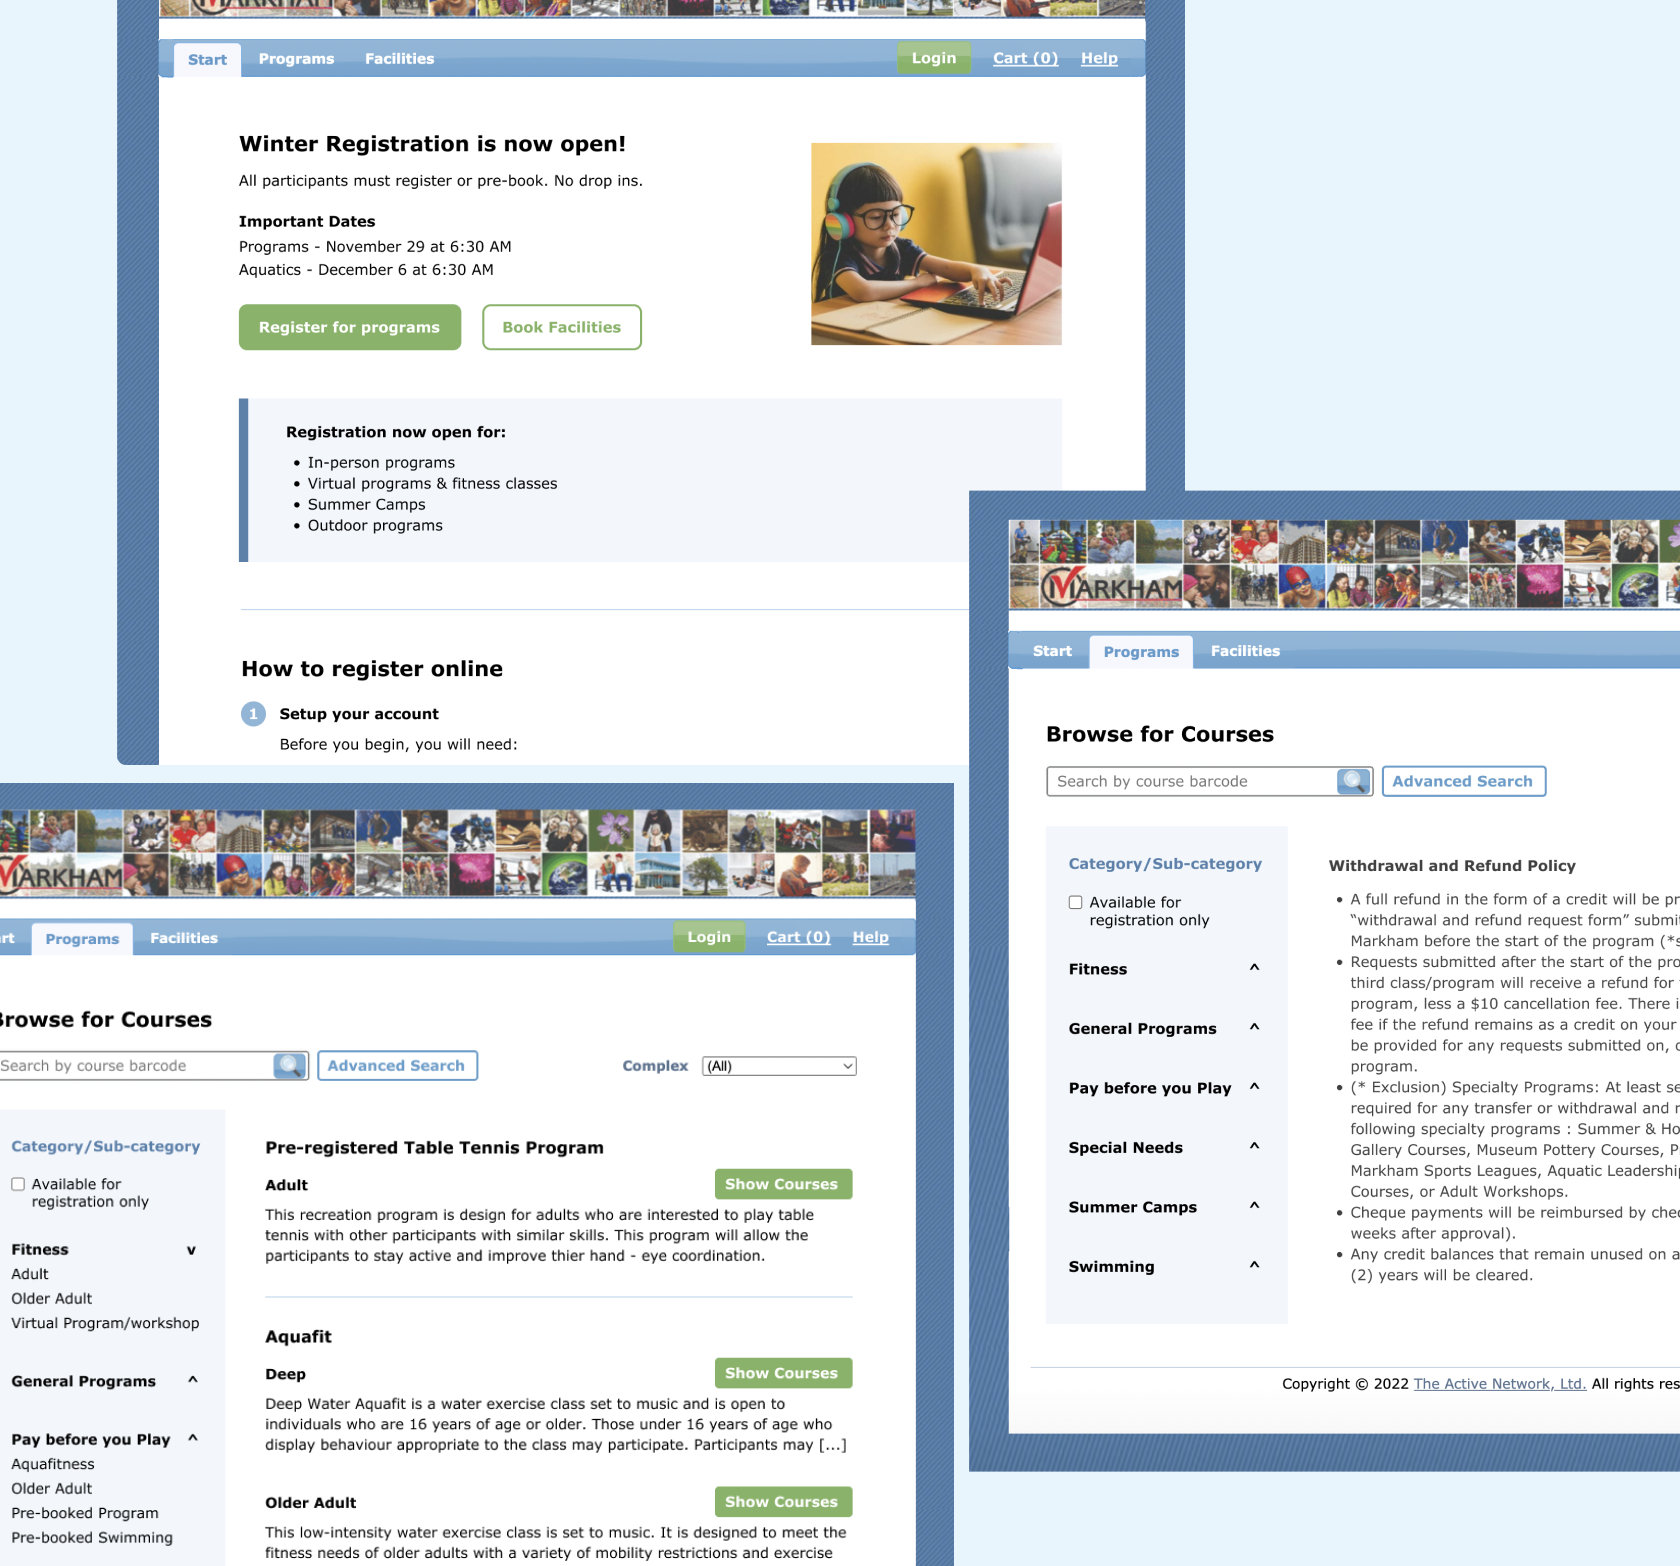 MARKHAM
Start
Programs
Facilities
Login
Cart (0)
Help
Winter Registration is now open!
All participants must register or pre-book. No drop ins.
Important Dates
Programs - November 29 at 6:30 AM
Aquatics - December 6 at 6:30 AM
Register for programs
Book Facilities
Registration now open for:
• In-person programs
• Virtual programs & fitness classes
• Summer Camps
• Outdoor programs
How to register online
1 Setup your account
Before you begin, you will need:
MARKHAM
Start
Programs
Facilities
Browse for Courses
Search by course barcode
Advanced Search
Category/Sub-category
Available for
registration only
Fitness ^
General Programs ^
Pay before you Play ^
Special Needs ^
Summer Camps ^
Swimming ^
Withdrawal and Refund Policy
• A full refund in the form of a credit will be pr
“withdrawal and refund request form” submi
Markham before the start of the program (*s
• Requests submitted after the start of the pro
third class/program will receive a refund for
program, less a $10 cancellation fee. There i
fee if the refund remains as a credit on your
be provided for any requests submitted on, o
program.
• (* Exclusion) Specialty Programs: At least se
required for any transfer or withdrawal and r
following specialty programs : Summer & Ho
Gallery Courses, Museum Pottery Courses, P
Markham Sports Leagues, Aquatic Leadership
Courses, or Adult Workshops.
• Cheque payments will be reimbursed by chec
weeks after approval).
• Any credit balances that remain unused on a
(2) years will be cleared.
Copyright © 2022 The Active Network, Ltd. All rights res
MARKHAM
rt
Programs
Facilities
Login
Cart (0)
Help
Browse for Courses
Search by course barcode
Advanced Search
Complex
(All)
Category/Sub-category
Available for
registration only
Fitness v
Adult
Older Adult
Virtual Program/workshop
General Programs ^
Pay before you Play ^
Aquafitness
Older Adult
Pre-booked Program
Pre-booked Swimming
Pre-registered Table Tennis Program
Adult
Show Courses
This recreation program is design for adults who are interested to play table
tennis with other participants with similar skills. This program will allow the
participants to stay active and improve thier hand - eye coordination.
Aquafit
Deep
Show Courses
Deep Water Aquafit is a water exercise class set to music and is open to
individuals who are 16 years of age or older. Those under 16 years of age who
display behaviour appropriate to the class may participate. Participants may [...]
Older Adult
Show Courses
This low-intensity water exercise class is set to music. It is designed to meet the
fitness needs of older adults with a variety of mobility restrictions and exercise